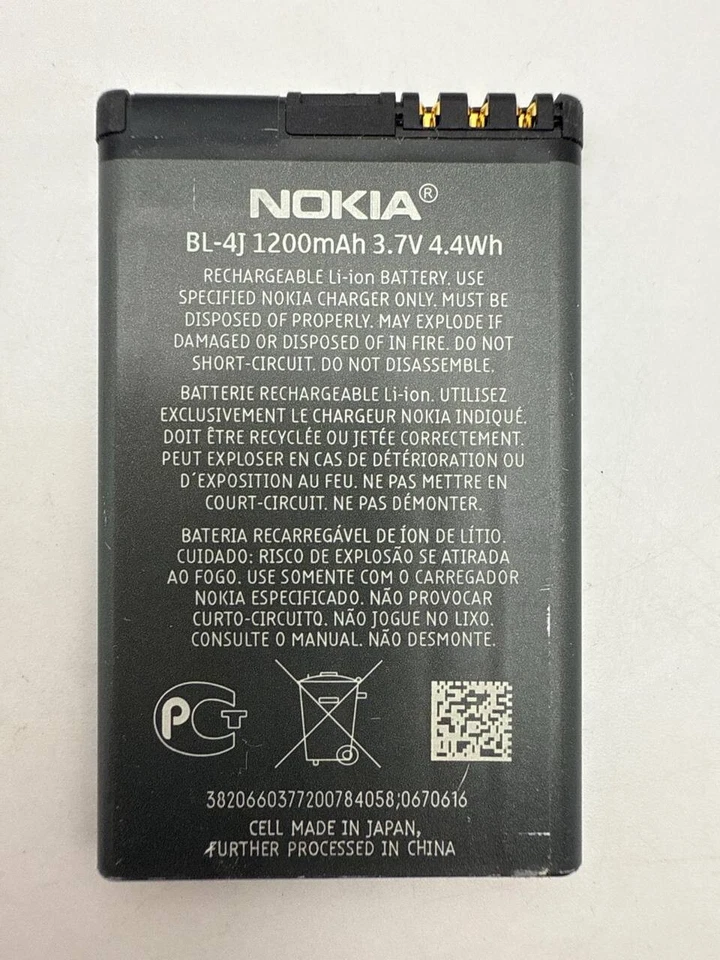 NOKIA®
BL-4J 1200mAh 3.7V 4.4Wh
RECHARGEABLE Li-ion BATTERY. USE
SPECIFIED NOKIA CHARGER ONLY. MUST BE
DISPOSED OF PROPERLY. MAY EXPLODE IF
DAMAGED OR DISPOSED OF IN FIRE. DO NOT
SHORT-CIRCUIT. DO NOT DISASSEMBLE.
BATTERIE RECHARGEABLE Li-ion. UTILISEZ
EXCLUSIVEMENT LE CHARGEUR NOKIA INDIQUÉ.
DOIT ÊTRE RECYCLÉE OU JETÉE CORRECTEMENT.
PEUT EXPLOSER EN CAS DE DÉTÉRIORATION OU
D'EXPOSITION AU FEU. NE PAS METTRE EN
COURT-CIRCUIT. NE PAS DÉMONTER.
BATERIA RECARREGÁVEL DE ÍON DE LÍTIO.
CUIDADO: RISCO DE EXPLOSÃO SE ATIRADA
AO FOGO. USE SOMENTE COM O CARREGADOR
NOKIA ESPECIFICADO. NÃO PROVOCAR
CURTO-CIRCUITO. NÃO JOGUE NO LIXO.
CONSULTE O MANUAL. NÃO DESMONTE.
PCT
3820660377200784058;0670616
CELL MADE IN JAPAN,
FURTHER PROCESSED IN CHINA